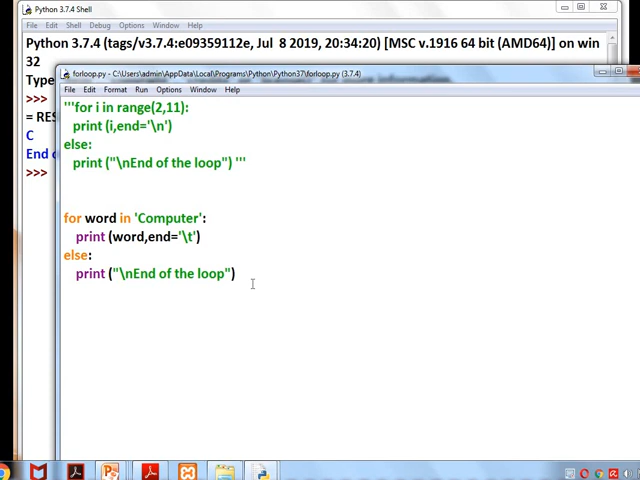 Python 3.7.4 Shell
File Edit Shell Debug Options Window Help
Python 3.7.4 (tags/v3.7.4:e09359112e, Jul 8 2019, 20:34:20) [MSC v.1916 64 bit (AMD64)] on win
32
Typ
>>>
= RES
C
End o
>>>
forloop.py - C:\Users\admin\AppData\Local\Programs\Python\Python37\forloop.py (3.7.4)
File Edit Format Run Options Window Help
'''for i in range(2,11):
print (i,end='\n')
else:
print ("\nEnd of the loop") '''
for word in 'Computer':
print (word,end='\t')
else:
print ("\nEnd of the loop")